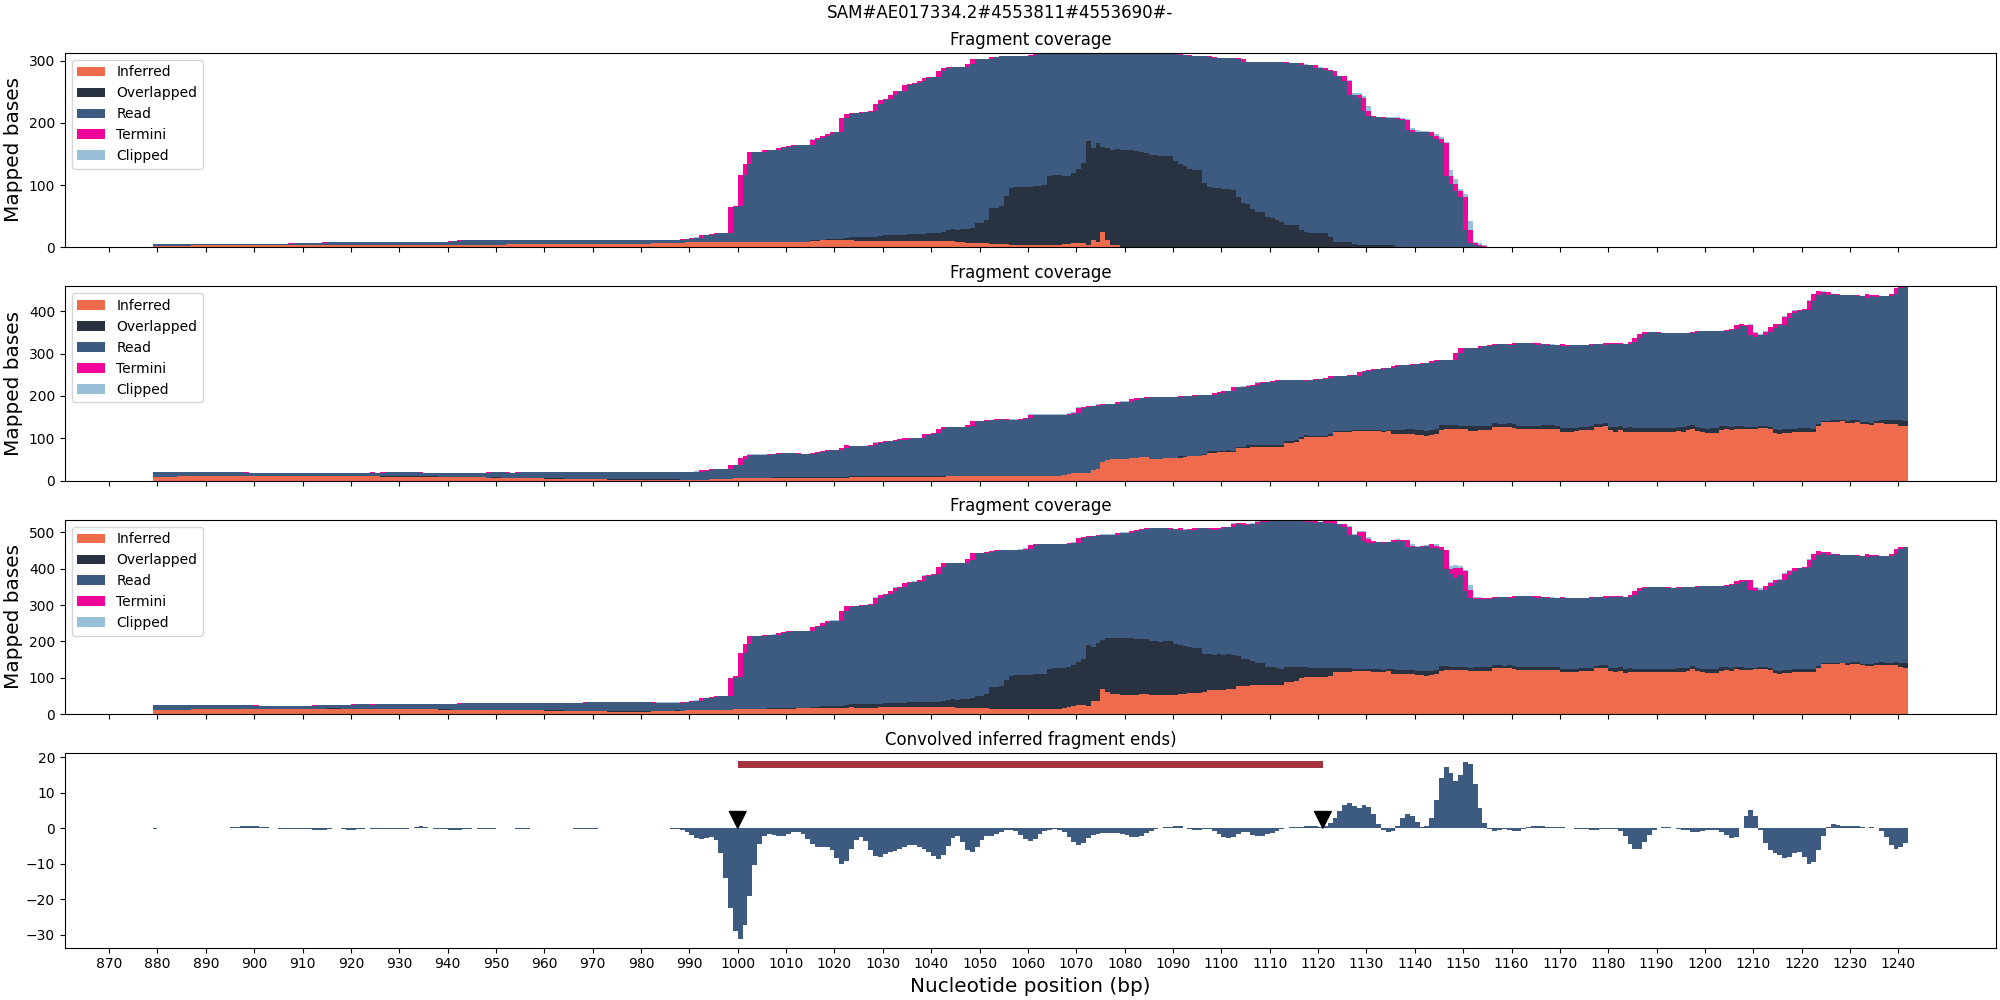 SAM#AE017334.2#4553811#4553690#-
Fragment coverage
Mapped bases
300
200
100
0
Inferred
Overlapped
Read
Termini
Clipped
Fragment coverage
Mapped bases
400
300
200
100
0
Inferred
Overlapped
Read
Termini
Clipped
Fragment coverage
Mapped bases
500
400
300
200
100
0
Inferred
Overlapped
Read
Termini
Clipped
Convolved inferred fragment ends)
20
10
0
−10
−20
−30
870 880 890 900 910 920 930 940 950 960 970 980 990 1000 1010 1020 1030 1040 1050 1060 1070 1080 1090 1100 1110 1120 1130 1140 1150 1160 1170 1180 1190 1200 1210 1220 1230 1240
Nucleotide position (bp)